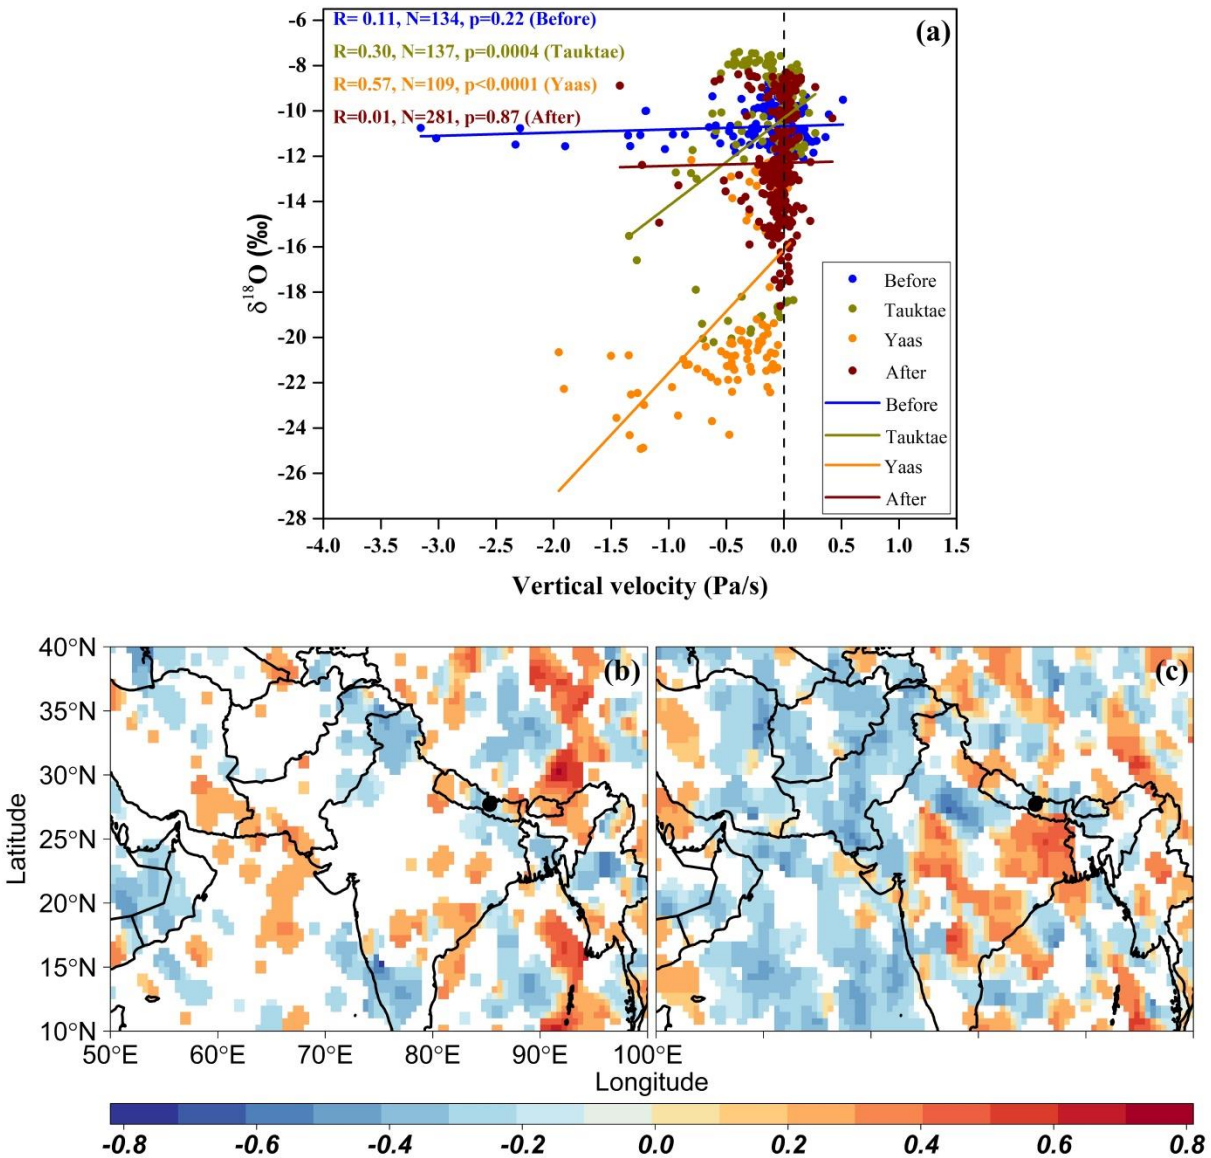 R= 0.11, N=134, p=0.22 (Before)
R=0.30, N=137, p=0.0004 (Tauktae)
R=0.57, N=109, p<0.0001 (Yaas)
R=0.01, N=281, p=0.87 (After)
(a)
-6
-8
-10
-12
-14
-16
-18
-20
-22
-24
-26
-28
δ¹⁸O (‰)
Before
Tauktae
Yaas
After
Before
Tauktae
Yaas
After
-4.0 -3.5 -3.0 -2.5 -2.0 -1.5 -1.0 -0.5 0.0 0.5 1.0 1.5
Vertical velocity (Pa/s)
(b)
(c)
40°N
35°N
30°N
25°N
20°N
15°N
10°N
Latitude
50°E 60°E 70°E 80°E 90°E 100°E
Longitude
-0.8 -0.6 -0.4 -0.2 0.0 0.2 0.4 0.6 0.8